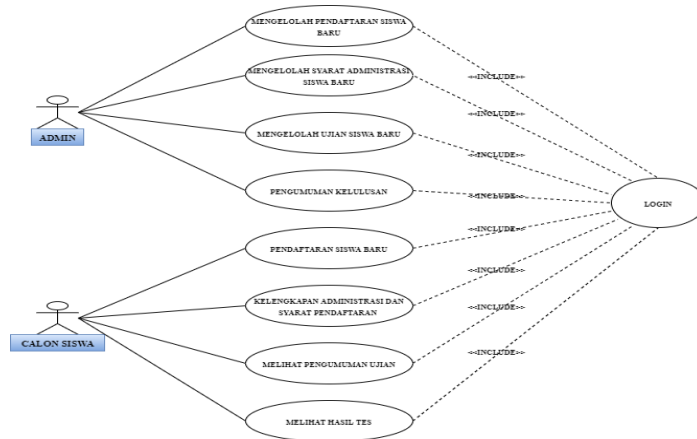 MENGELOLAH PENDAFTARAN SISWA
BARU
MENGELOLAH SYARAT ADMINISTRASI
SISWA BARU
<<INCLUDE>>
<<INCLUDE>>
ADMIN
MENGELOLAH UJIAN SISWA BARU
<<INCLUDE>>
PENGUMUMAN KELULUSAN
<<INCLUDE>>
LOGIN
<<INCLUDE>>
PENDAFTARAN SISWA BARU
<<INCLUDE>>
KELENGKAPAN ADMINISTRASI DAN
SYARAT PENDAFTARAN
<<INCLUDE>>
CALON SISWA
<<INCLUDE>>
MELIHAT PENGUMUMAN UJIAN
MELIHAT HASIL TES